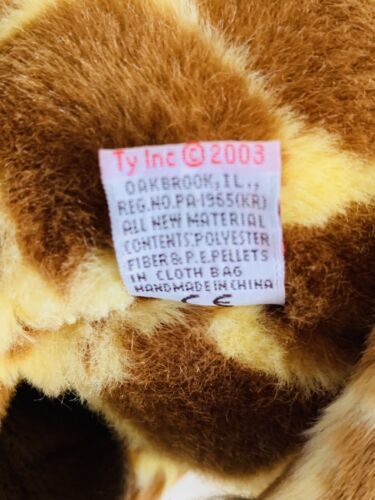 Ty Inc © 2003
OAKBROOK, IL.,
REG.NO.PA-1965(KR)
ALL NEW MATERIAL
CONTENTS:POLYESTER
FIBER & P.E.PELLETS
IN CLOTH BAG
HANDMADE IN CHINA
CE